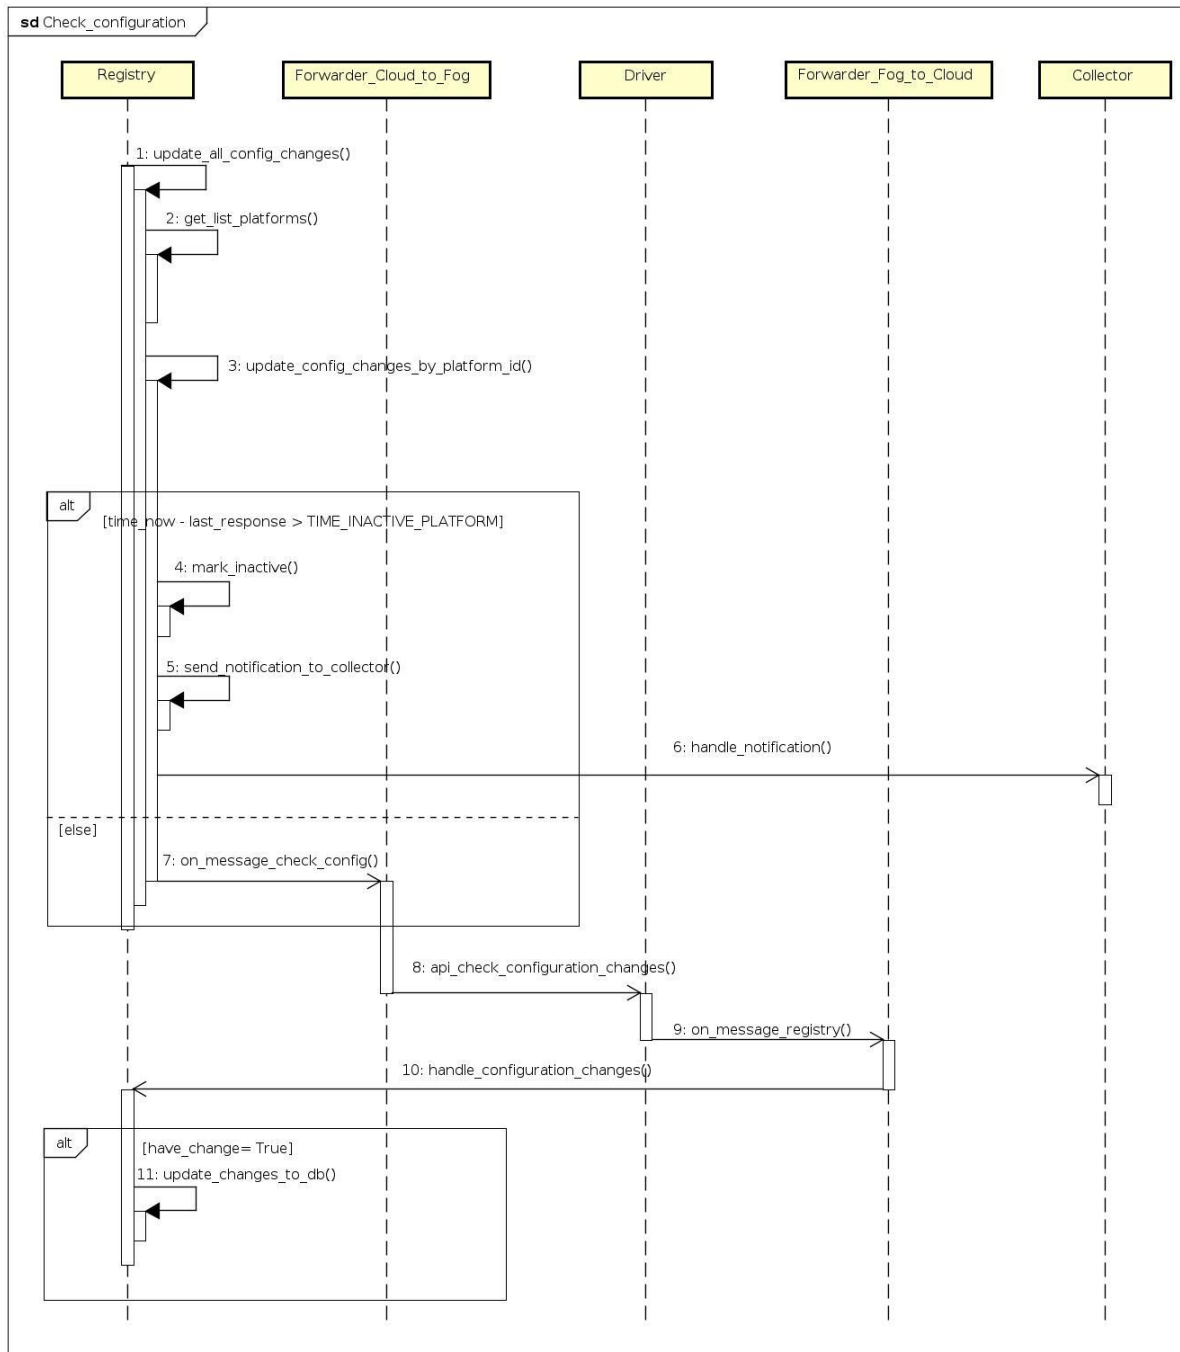 sd Check_configuration
Registry
Forwarder_Cloud_to_Fog
Driver
Forwarder_Fog_to_Cloud
Collector
1: update_all_config_changes()
2: get_list_platforms()
3: update_config_changes_by_platform_id()
alt
[time_now - last_response > TIME_INACTIVE_PLATFORM]
4: mark_inactive()
5: send_notification_to_collector()
6: handle_notification()
[else]
7: on_message_check_config()
8: api_check_configuration_changes()
9: on_message_registry()
10: handle_configuration_changes()
alt
[have_change= True]
11: update_changes_to_db()